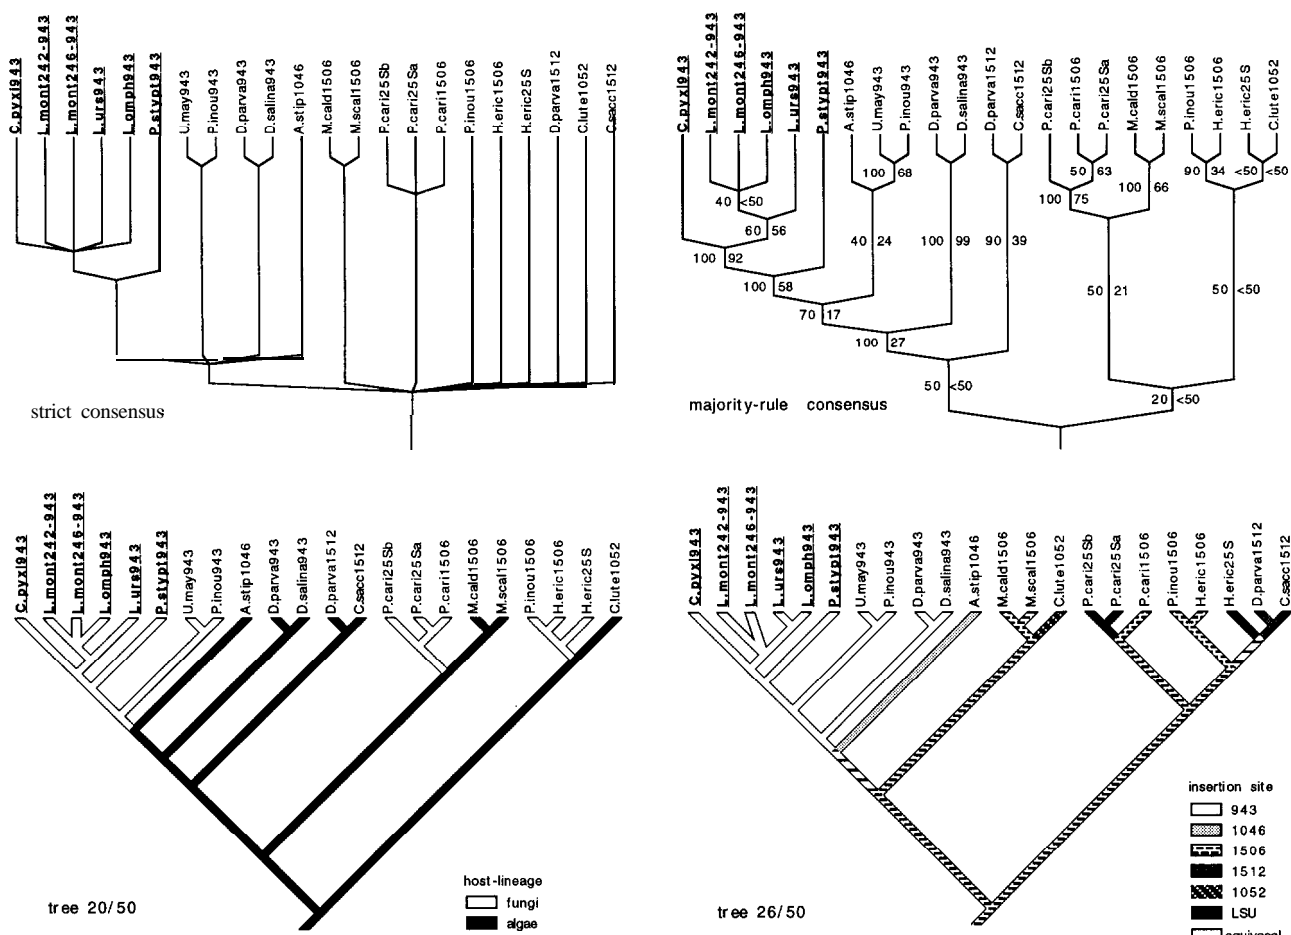 C.pyxi943
L.mont242-943
L.mont246-943
L.urs943
L.omph943
P.stypt943
U.may943
P.inou943
D.parva943
D.salina943
A.stip1046
M.cald1506
M.scal1506
P.cari25Sb
P.cari25Sa
P.cari1506
P.inou1506
H.eric1506
H.eric25S
D.parva1512
C.lute1052
C.sacc1512
strict consensus
C.pyxi943
L.mont242-943
L.mont246-943
L.omph943
L.urs943
P.stypt943
A.stip1046
U.may943
P.inou943
D.parva943
D.salina943
D.parva1512
C.sacc1512
P.cari25Sb
P.cari1506
P.cari25Sa
M.cald1506
M.scal1506
P.inou1506
H.eric1506
H.eric25S
C.lute1052
100 68
50 63
90 34
<50 <50
40 <50
100 75
100 66
60 56
100 92
40 24
100 99
90 39
100 58
50 21
50 <50
70 17
100 27
50 <50
20 <50
majority-rule consensus
C.pyxi943
L.mont242-943
L.mont246-943
L.omph943
L.urs943
P.stypt943
U.may943
P.inou943
A.stip1046
D.parva943
D.salina943
D.parva1512
C.sacc1512
P.cari25Sb
P.cari25Sa
P.cari1506
M.cald1506
M.scal1506
P.inou1506
H.eric1506
H.eric25S
C.lute1052
tree 20/50
host-lineage
fungi
algae
C.pyxi943
L.mont242-943
L.mont246-943
L.urs943
L.omph943
P.stypt943
U.may943
P.inou943
D.parva943
D.salina943
A.stip1046
M.cald1506
M.scal1506
C.lute1052
P.cari25Sb
P.cari25Sa
P.cari1506
P.inou1506
H.eric1506
H.eric25S
D.parva1512
C.sacc1512
tree 26/50
insertion site
943
1046
1506
1512
1052
LSU